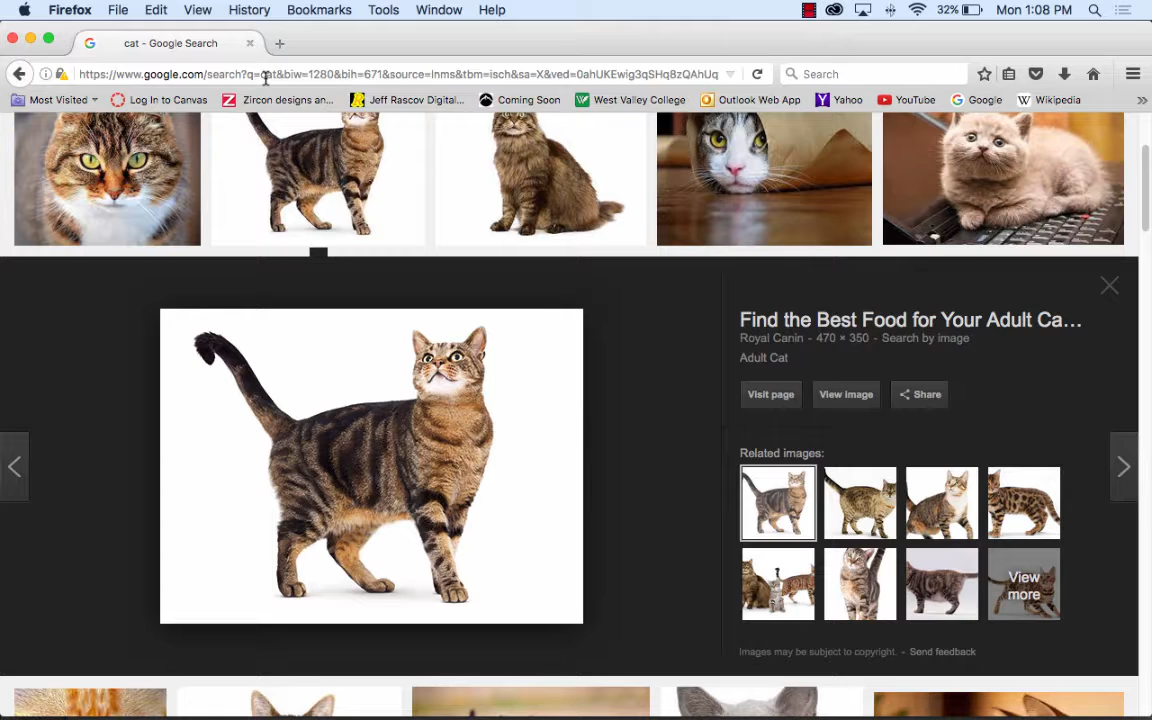 Firefox File Edit View History Bookmarks Tools Window Help 32% Mon 1:08 PM
cat - Google Search
https://www.google.com/search?q=cat&biw=1280&bih=671&source=lnms&tbm=isch&sa=X&ved=0ahUKEwig3qSHq8zQAhUq Search
Most Visited Log In to Canvas Zircon designs an... Jeff Rascov Digital... Coming Soon West Valley College Outlook Web App Yahoo YouTube Google Wikipedia
Find the Best Food for Your Adult Ca...
Royal Canin - 470 × 350 - Search by image
Adult Cat
Visit page View image Share
Related images:
View
more
Images may be subject to copyright. - Send feedback